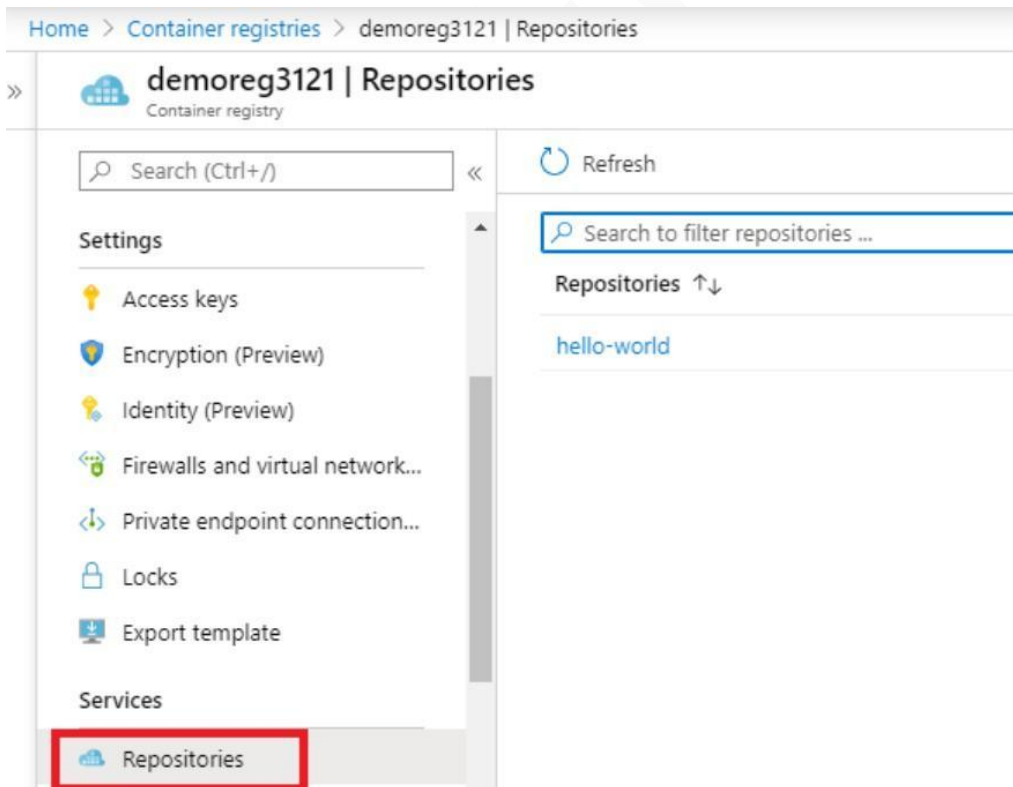 Home > Container registries > demoreg3121 | Repositories
demoreg3121 | Repositories
Container registry
Search (Ctrl+/)
Settings
Access keys
Encryption (Preview)
Identity (Preview)
Firewalls and virtual network...
Private endpoint connection...
Locks
Export template
Services
Repositories
Refresh
Search to filter repositories ...
Repositories ↑↓
hello-world